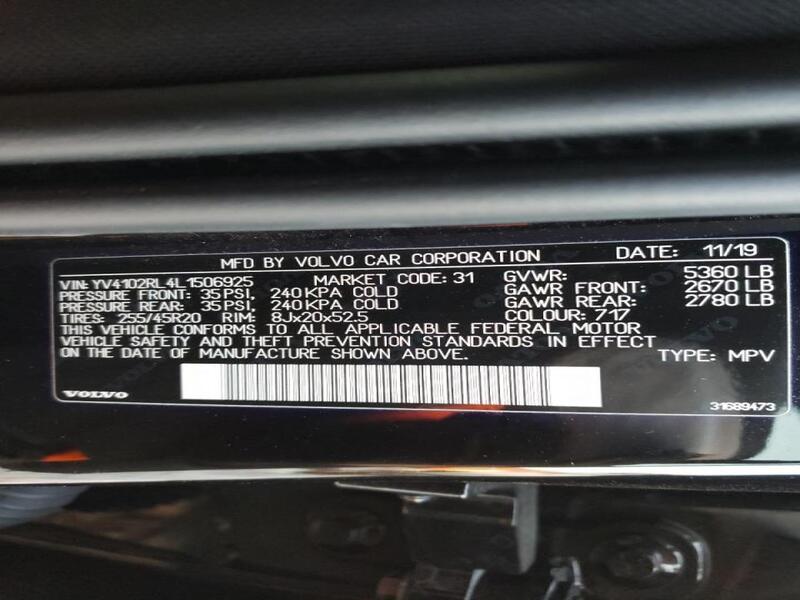 MFD BY VOLVO CAR CORPORATION DATE: 11/19
VIN: YV4102RL4L1506925 MARKET CODE: 31 GVWR: 5360 LB
PRESSURE FRONT: 35PSI, 240KPA COLD GAWR FRONT: 2670 LB
PRESSURE REAR: 35PSI, 240KPA COLD GAWR REAR: 2780 LB
TIRES: 255/45R20 RIM: 8Jx20x52.5 COLOUR: 717
THIS VEHICLE CONFORMS TO ALL APPLICABLE FEDERAL MOTOR
VEHICLE SAFETY AND THEFT PREVENTION STANDARDS IN EFFECT
ON THE DATE OF MANUFACTURE SHOWN ABOVE. TYPE: MPV
VOLVO 31689473